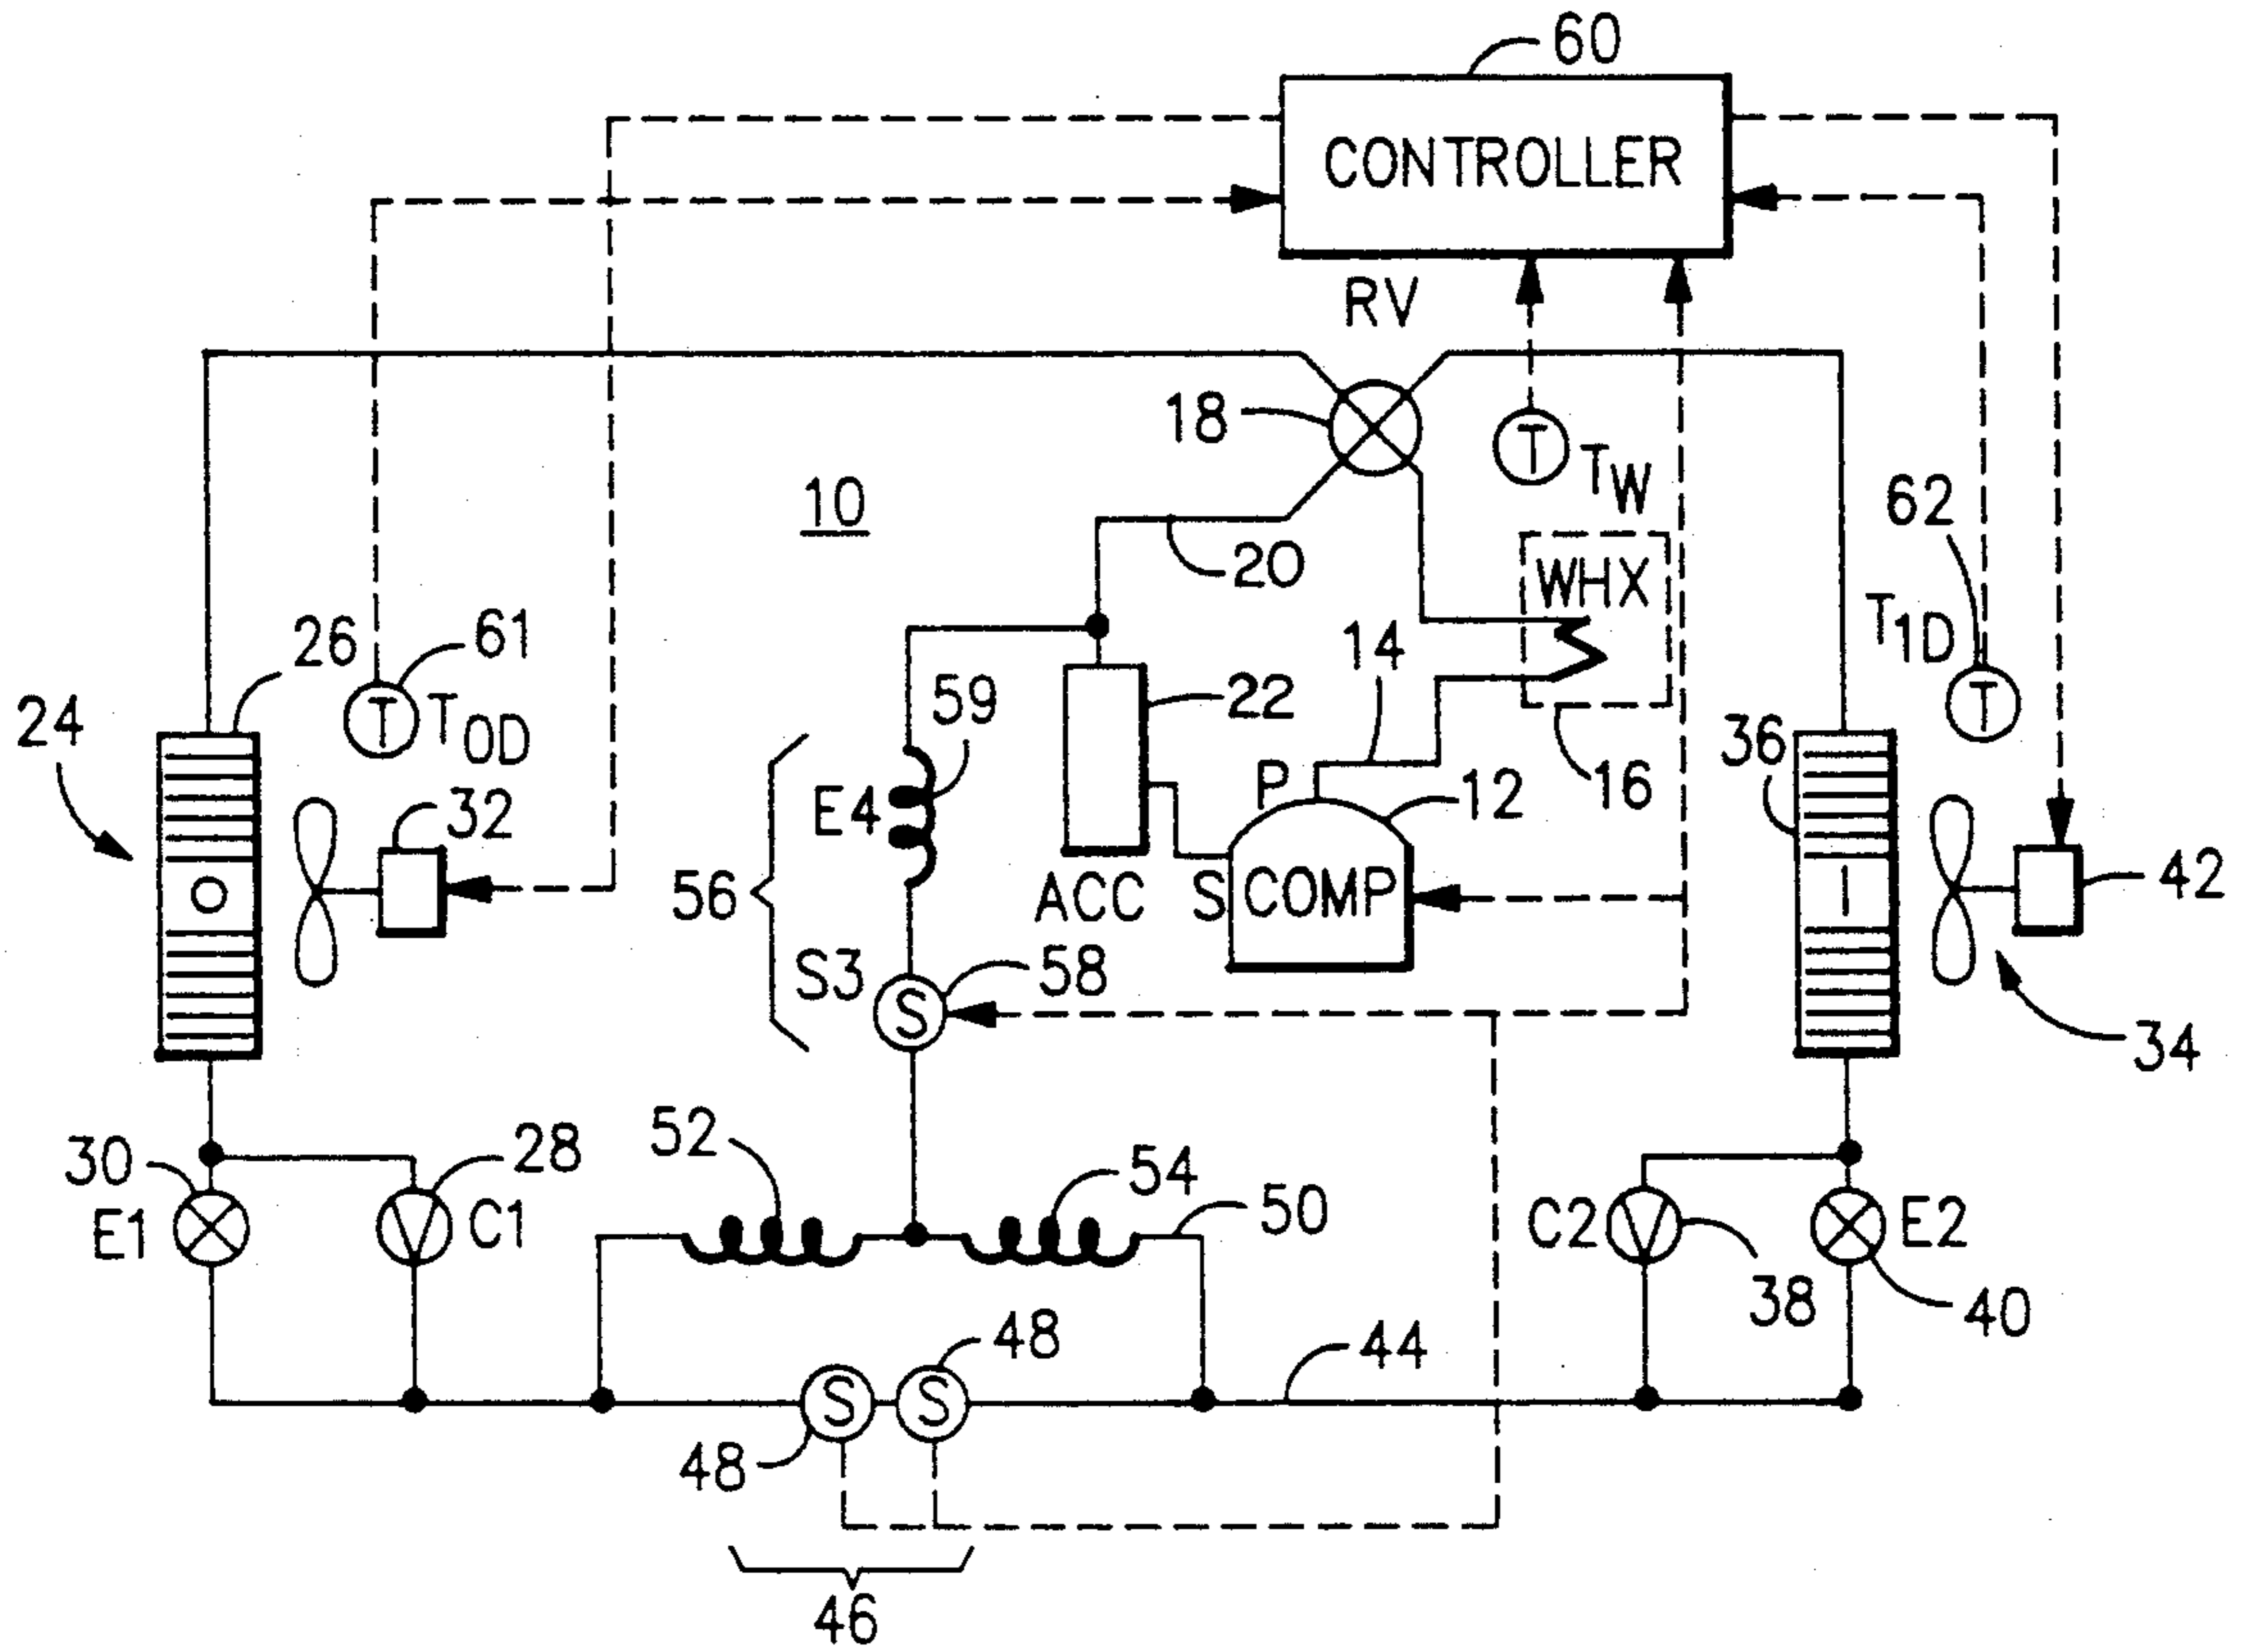 60
CONTROLLER
RV
18
T
TW
10
62
20
WHX
T1D
26
61
14
T
24
T
TOD
59
22
36
16
32
E4
P
12
42
56
ACC
S
COMP
O
I
S3
58
S
34
52
54
50
30
28
E1
C1
C2
E2
38
40
48
44
S
S
48
46